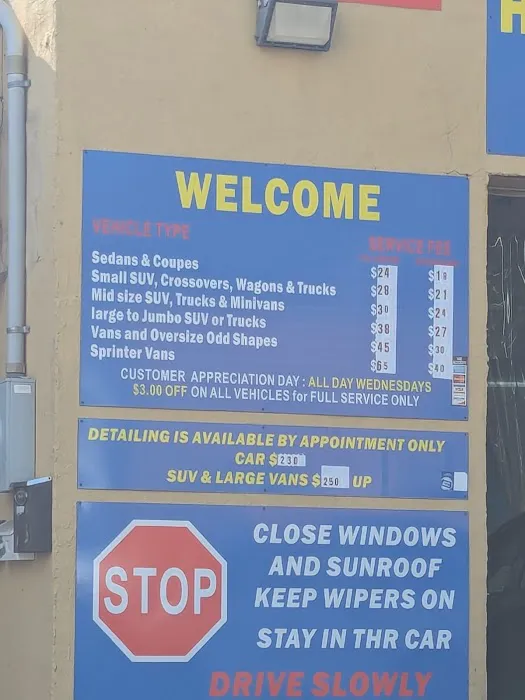 WELCOME
VEHICLE TYPE SERVICE FEE
Sedans & Coupes $24 $18
Small SUV, Crossovers, Wagons & Trucks $28 $21
Mid size SUV, Trucks & Minivans $30 $24
large to Jumbo SUV or Trucks $38 $27
Vans and Oversize Odd Shapes $45 $30
Sprinter Vans $65 $40
CUSTOMER APPRECIATION DAY : ALL DAY WEDNESDAYS
$3.00 OFF ON ALL VEHICLES for FULL SERVICE ONLY
DETAILING IS AVAILABLE BY APPOINTMENT ONLY
CAR $230
SUV & LARGE VANS $250 UP
STOP
CLOSE WINDOWS
AND SUNROOF
KEEP WIPERS ON
STAY IN THR CAR
DRIVE SLOWLY